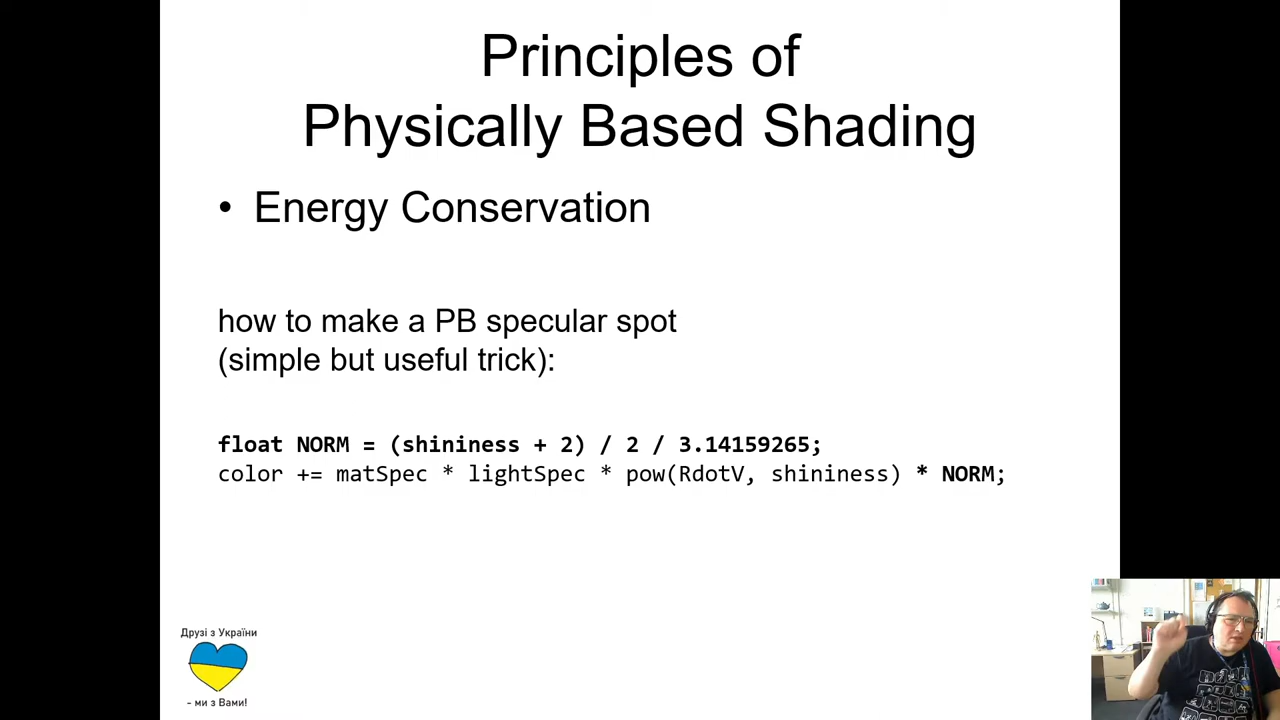 Principles of
Physically Based Shading
• Energy Conservation
how to make a PB specular spot
(simple but useful trick):
float NORM = (shininess + 2) / 2 / 3.14159265;
color += matSpec * lightSpec * pow(RdotV, shininess) * NORM;
Друзі з України
- ми з Вами!